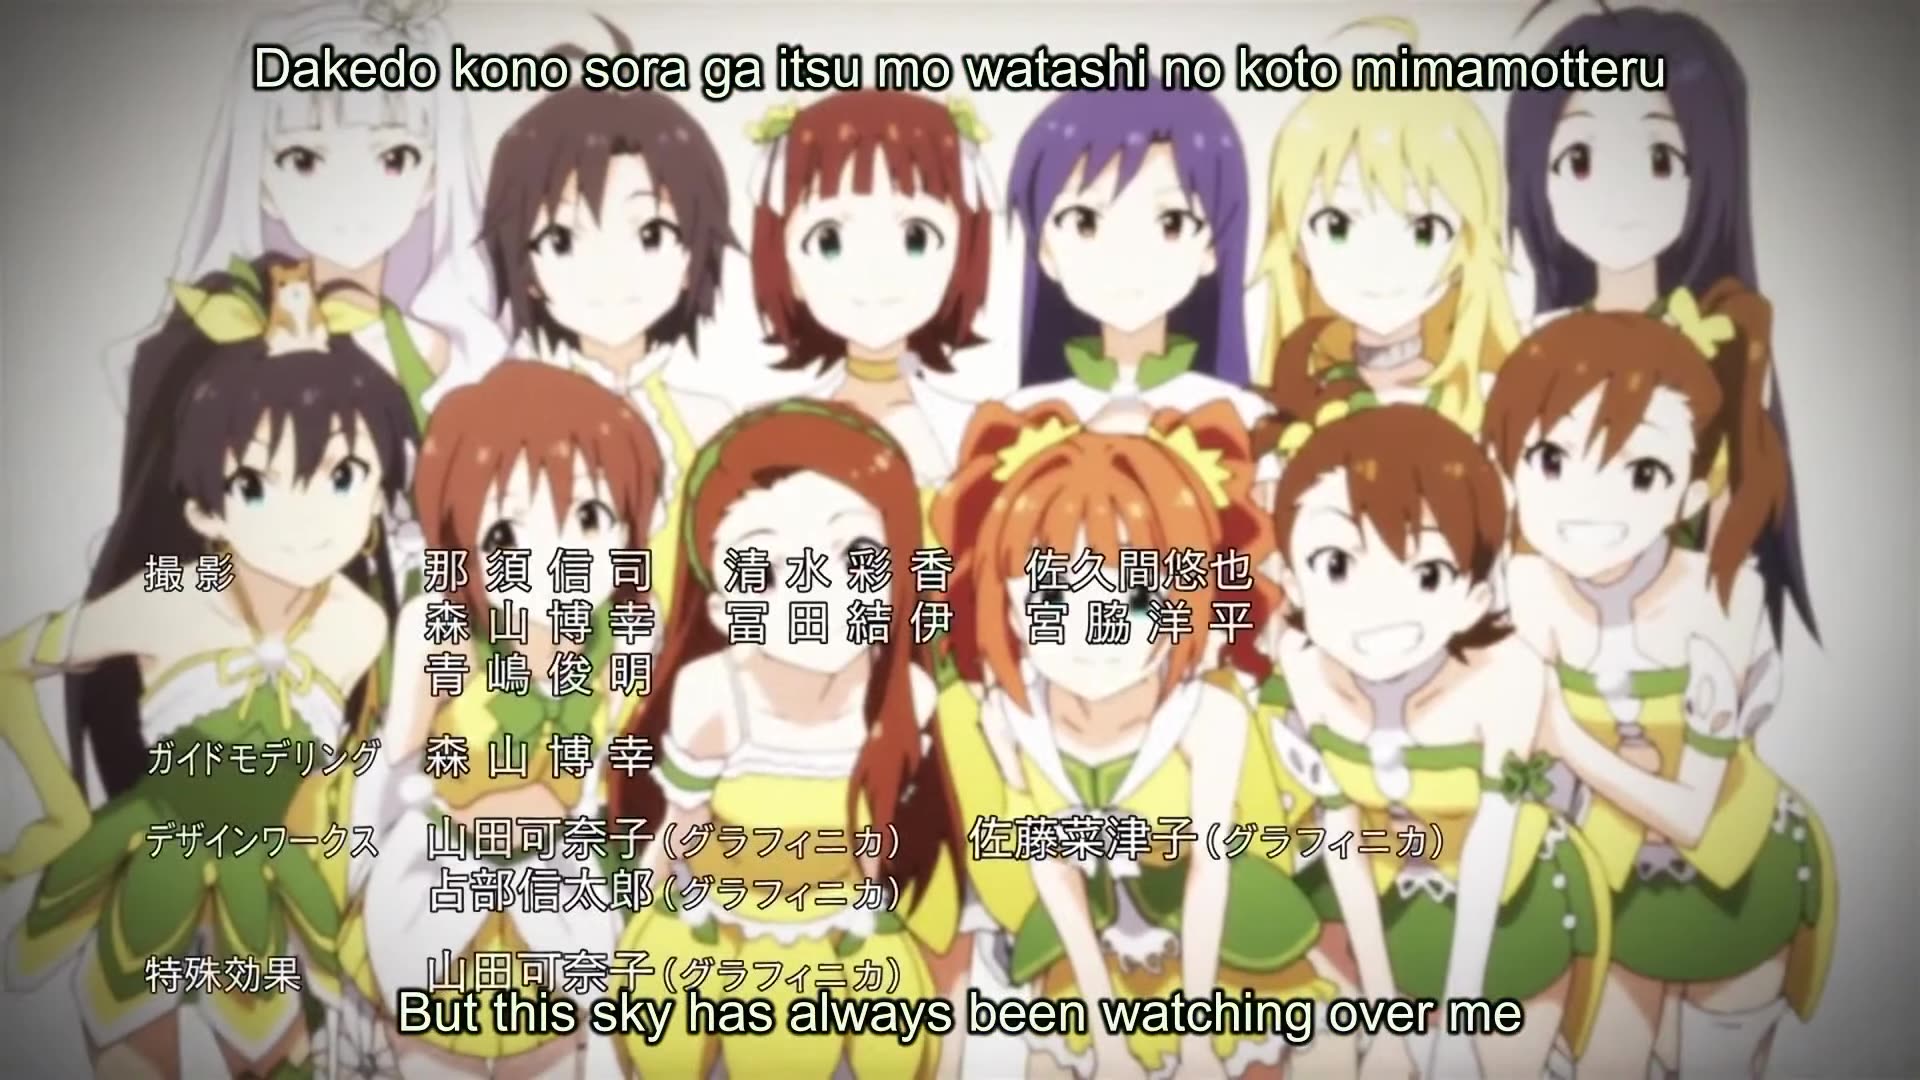 Dakedo kono sora ga itsu mo watashi no koto mimamotteru
撮影 那須信司 清水彩香 佐久間悠也
森山博幸 冨田結伊 宮脇洋平
青嶋俊明
ガイドモデリング 森山博幸
デザインワークス 山田可奈子(グラフィニカ) 佐藤菜津子(グラフィニカ)
占部信太郎(グラフィニカ)
特殊効果 山田可奈子(グラフィニカ)
But this sky has always been watching over me